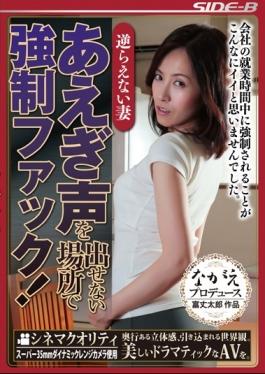 SIDE-B
会社の就業時間中に強制されることが
こんなにイイと思いませんでした。
逆らえない妻
あえぎ声を
出せない
場所で
強制ファック!
ながえ
プロデュース
富丈太郎 作品
シネマクオリティ
スーパー35mmダイナミックレンジカメラ使用
奥行ある立体感、引き込まれる世界観。
美しいドラマティックなAVを。